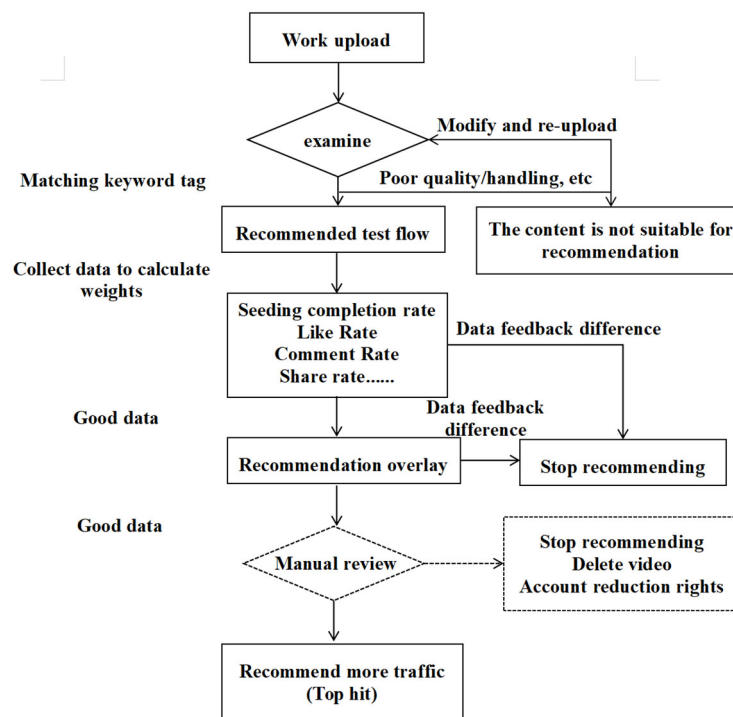 Work upload
examine
Modify and re-upload
Matching keyword tag
Poor quality/handling, etc
Recommended test flow
The content is not suitable for
recommendation
Collect data to calculate
weights
Seeding completion rate
Like Rate
Comment Rate
Share rate......
Data feedback difference
Good data
Data feedback
difference
Recommendation overlay
Stop recommending
Good data
Manual review
Stop recommending
Delete video
Account reduction rights
Recommend more traffic
(Top hit)